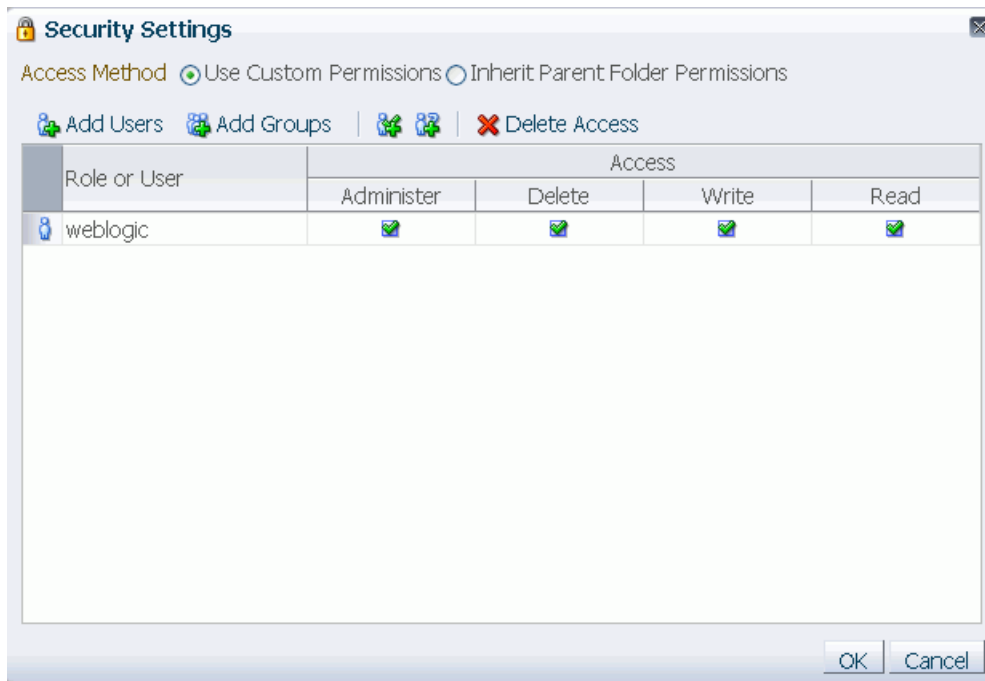 Security Settings
Access Method Use Custom Permissions Inherit Parent Folder Permissions
Add Users Add Groups Delete Access
Role or User Access
Administer Delete Write Read
weblogic
OK Cancel